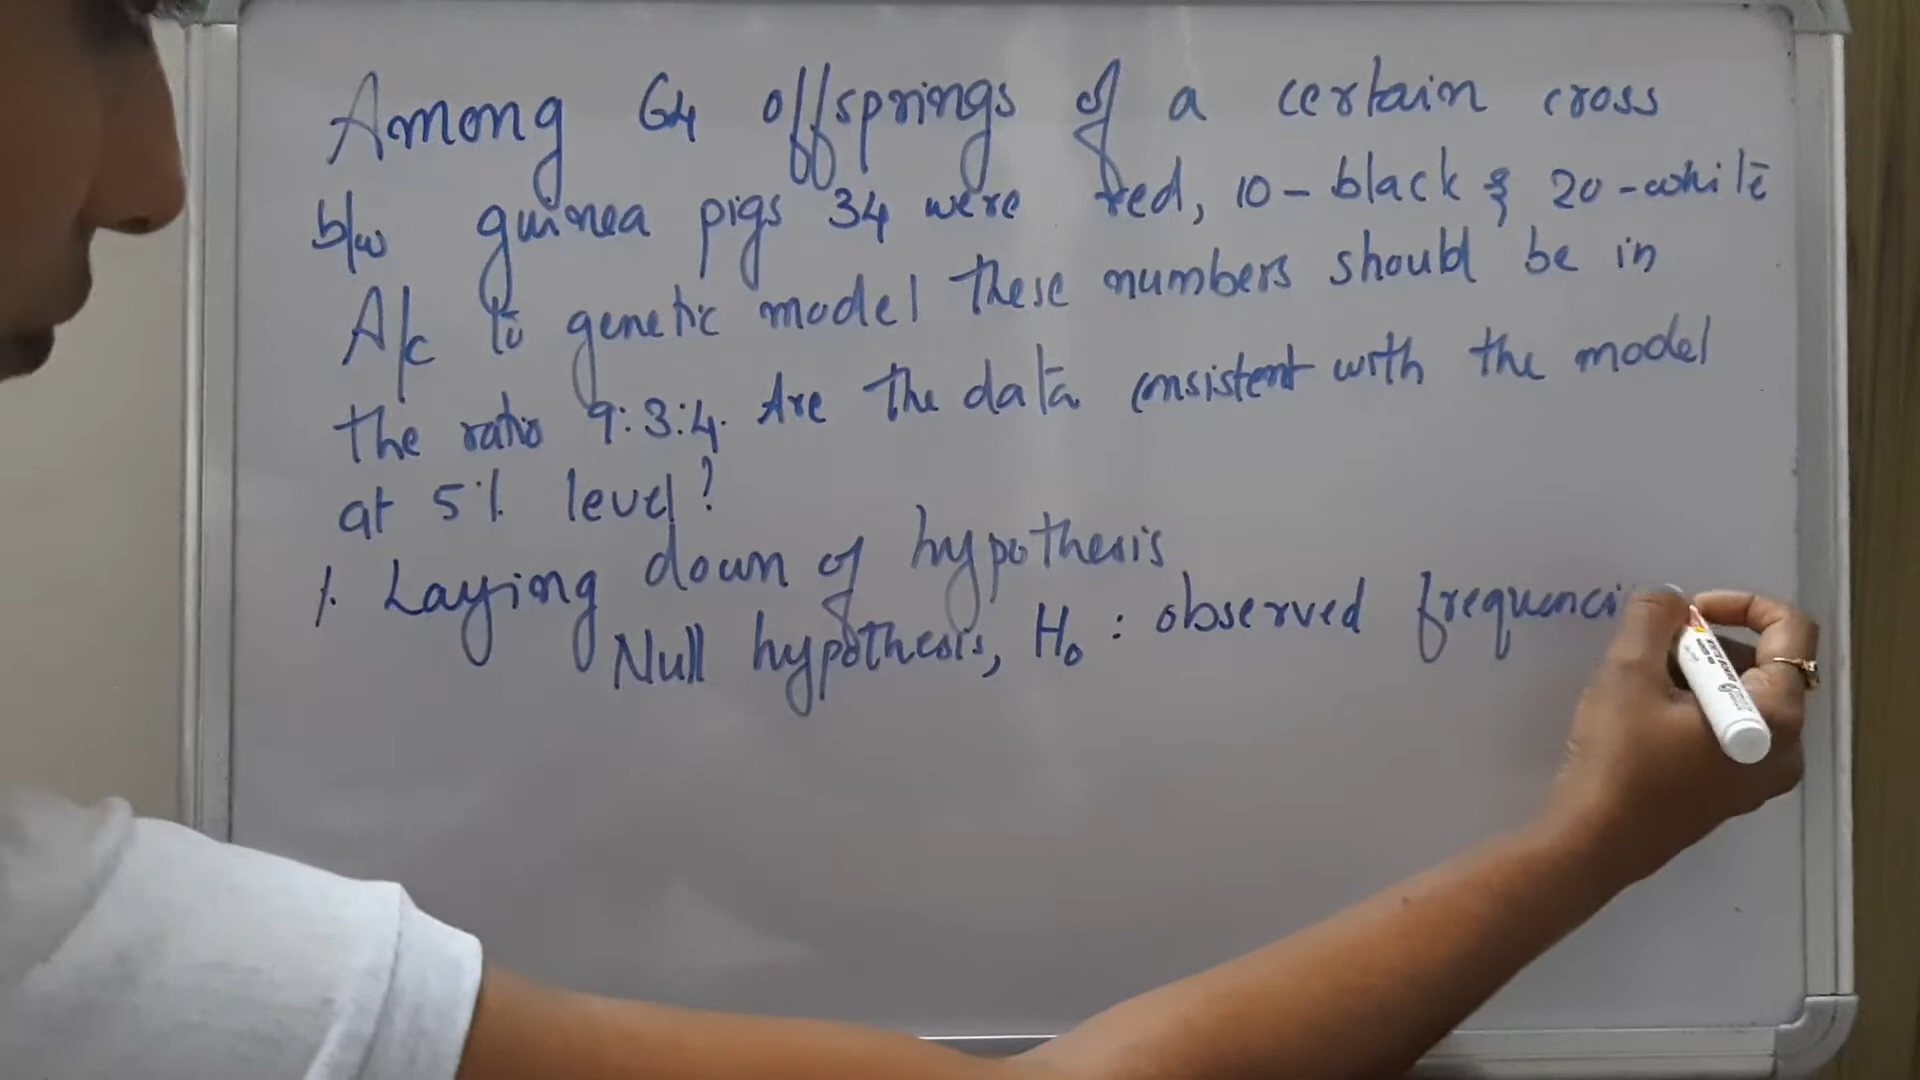 Among 64 offsprings of a certain cross
b/w guinea pigs 34 were red, 10 - black & 20 - white
A/c to genetic model these numbers should be in
the ratio 9:3:4. Are the data consistent with the model
at 5% level?
1. Laying down of hypothesis
Null hypothesis, H₀ : observed frequenci